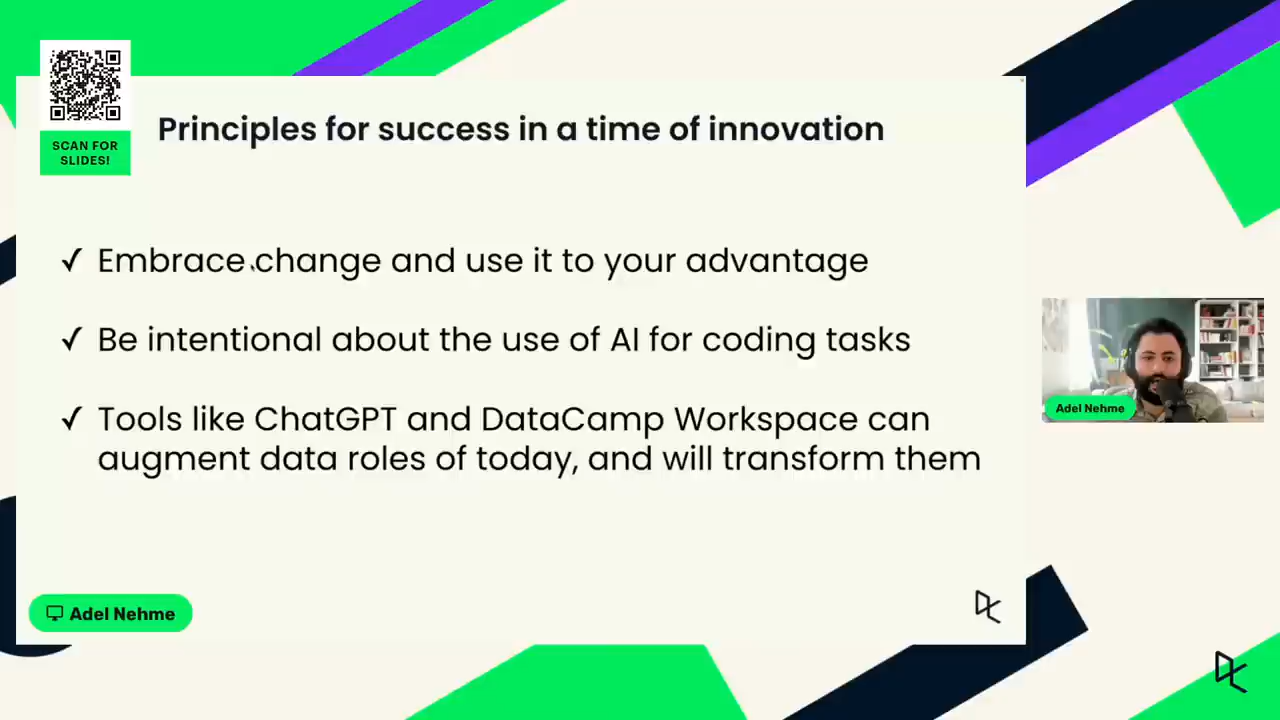 SCAN FOR
SLIDES!
Principles for success in a time of innovation
✓ Embrace change and use it to your advantage
✓ Be intentional about the use of AI for coding tasks
✓ Tools like ChatGPT and DataCamp Workspace can
augment data roles of today, and will transform them
Adel Nehme
Adel Nehme